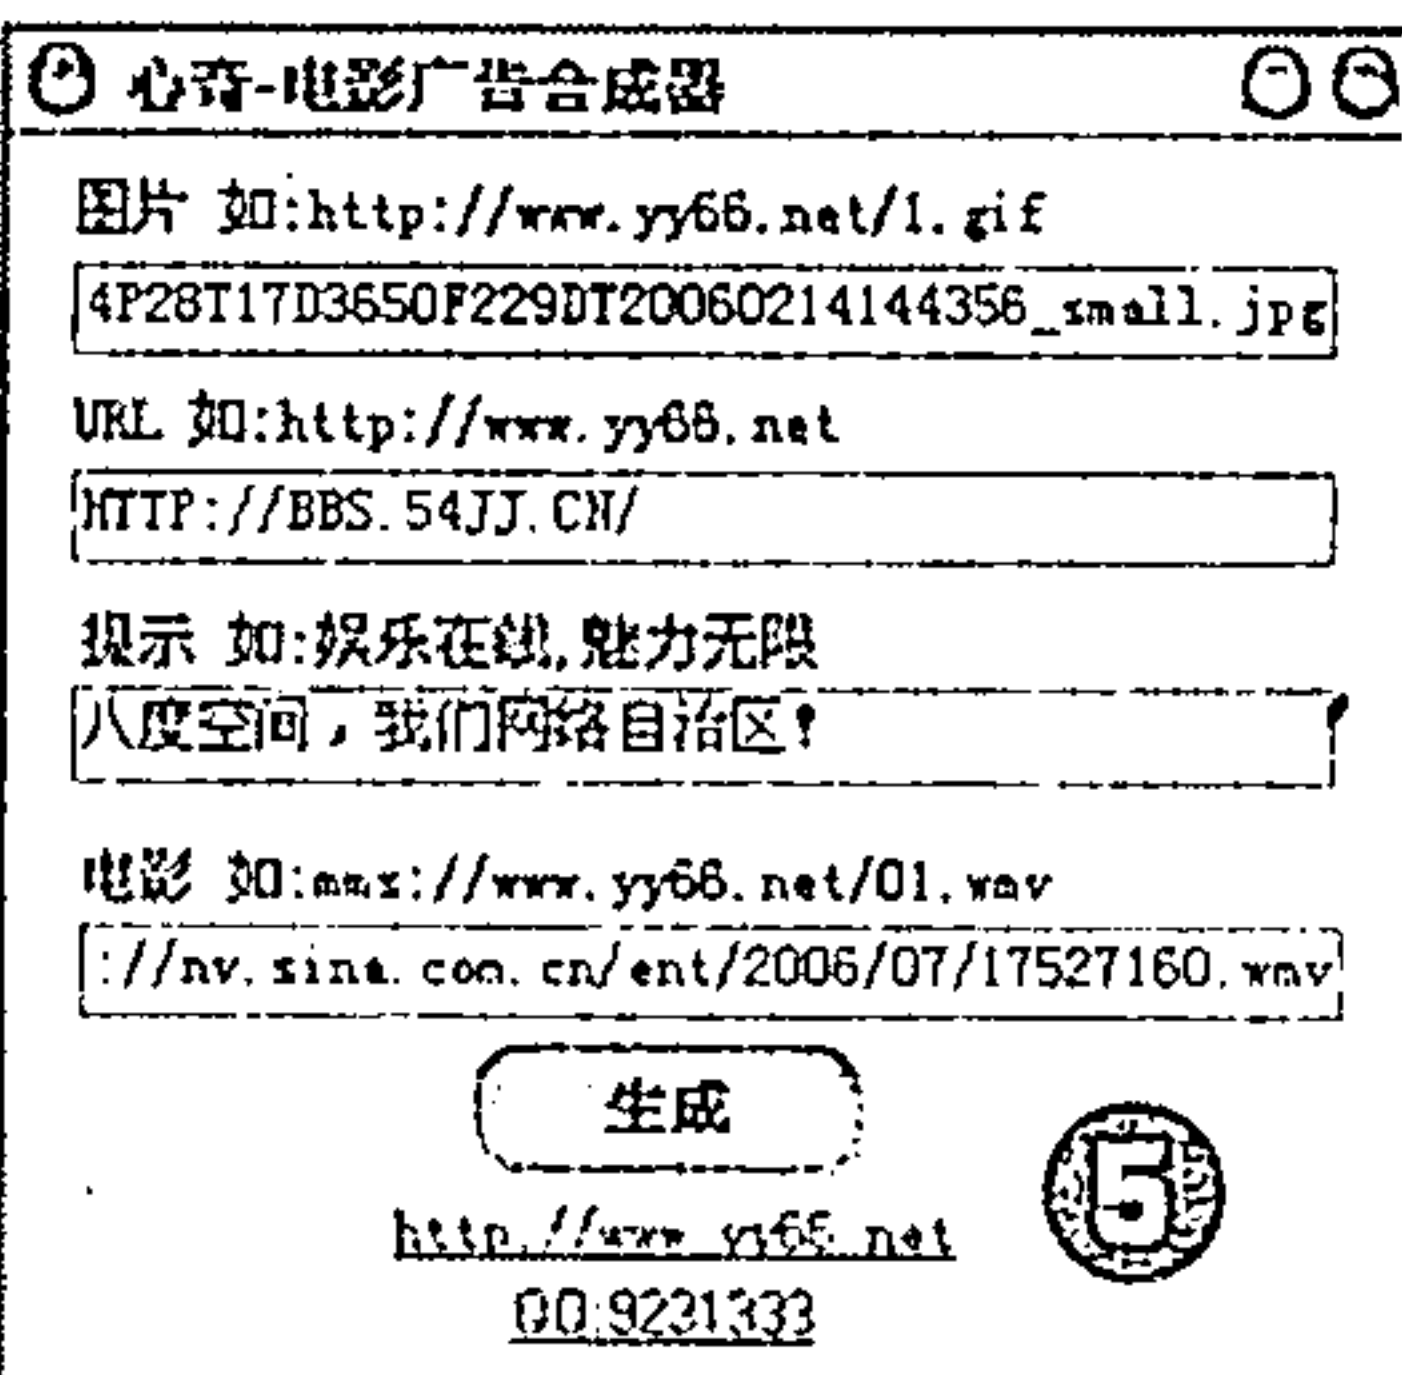 心奇-电影广告合成器
图片 如:http://www.yy66.net/1.gif
4P28T17D3650F229DT20060214144356_small.jpg
URL 如:http://www.yy66.net
HTTP://BBS.54JJ.CN/
提示 如:娱乐在线,魅力无限
八度空间，我们网络自治区!
电影 如:mms://www.yy66.net/01.wmv
://nv.sina.com.cn/ent/2006/07/17527160.wmv
生成
5
http://www.yy66.net
QQ:9231333